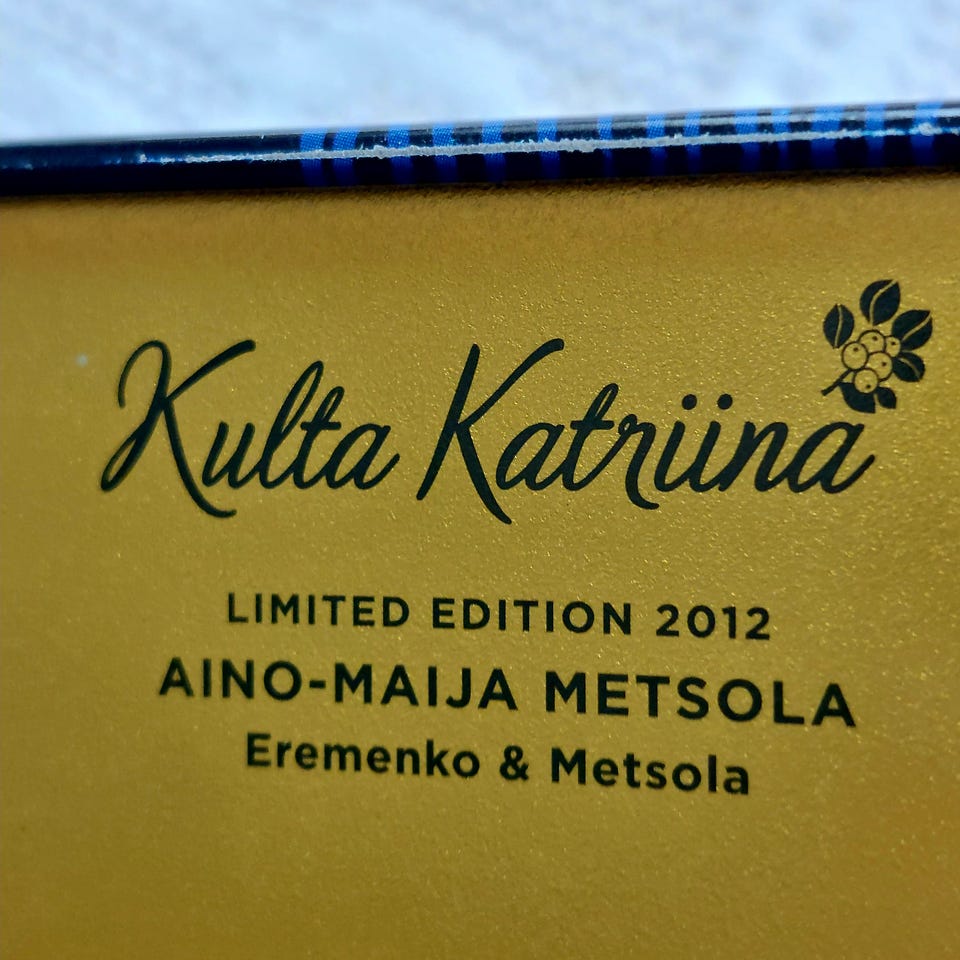 Kulta Katriina
LIMITED EDITION 2012
AINO-MAIJA METSOLA
Eremenko & Metsola